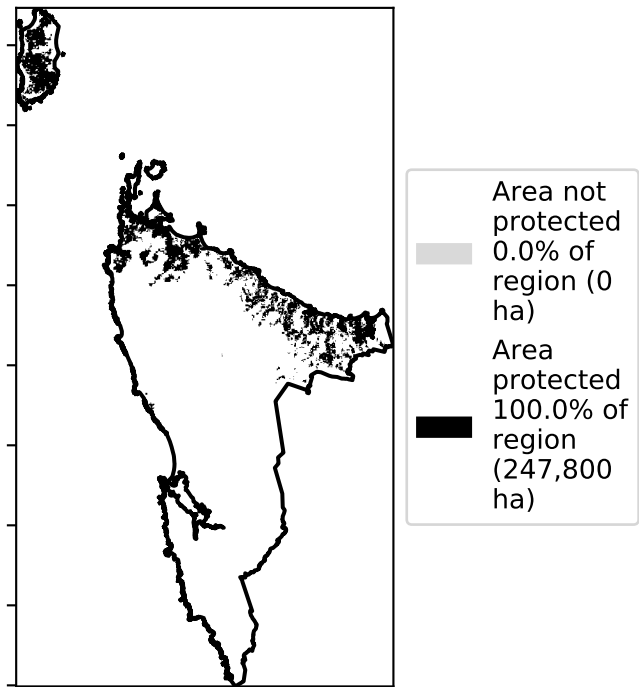 Area not
protected
0.0% of
region (0
ha)
Area
protected
100.0% of
region
(247,800
ha)